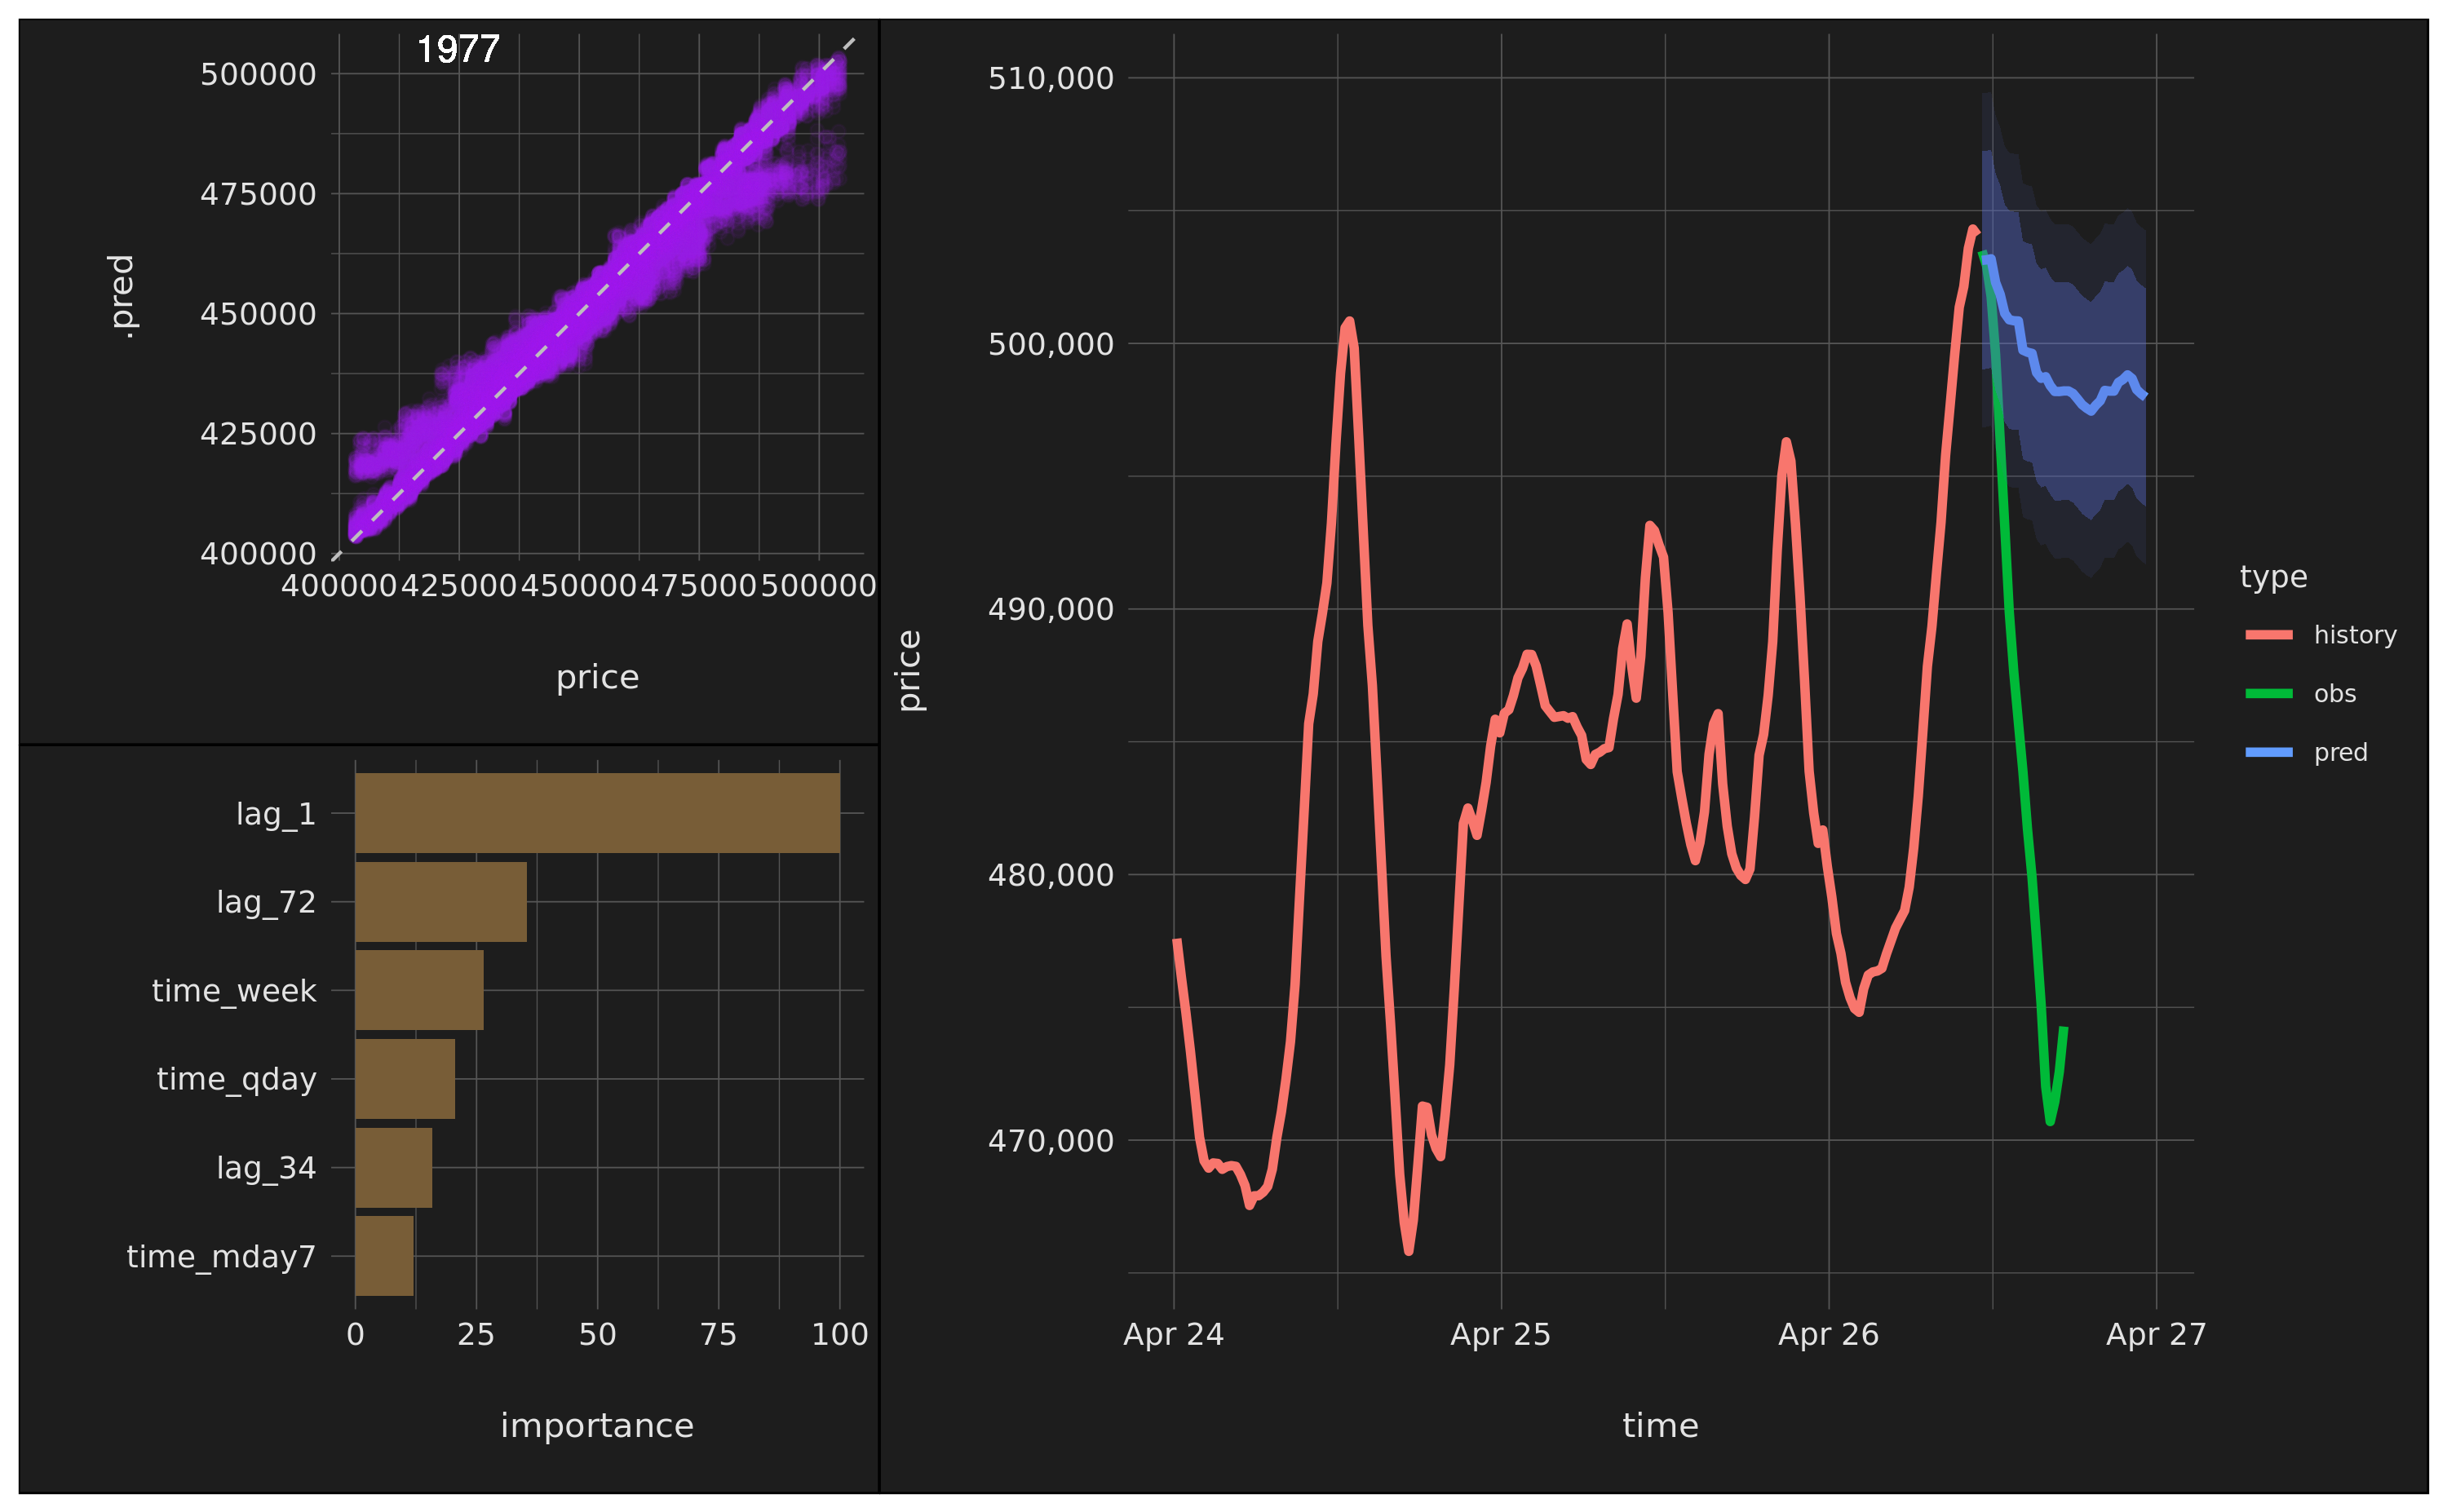 1977
500000
475000
450000
425000
400000
.pred
400000 425000 450000 475000 500000
price
lag_1
lag_72
time_week
time_qday
lag_34
time_mday7
0 25 50 75 100
importance
510,000
500,000
490,000
480,000
470,000
price
Apr 24 Apr 25 Apr 26 Apr 27
time
type
history
obs
pred